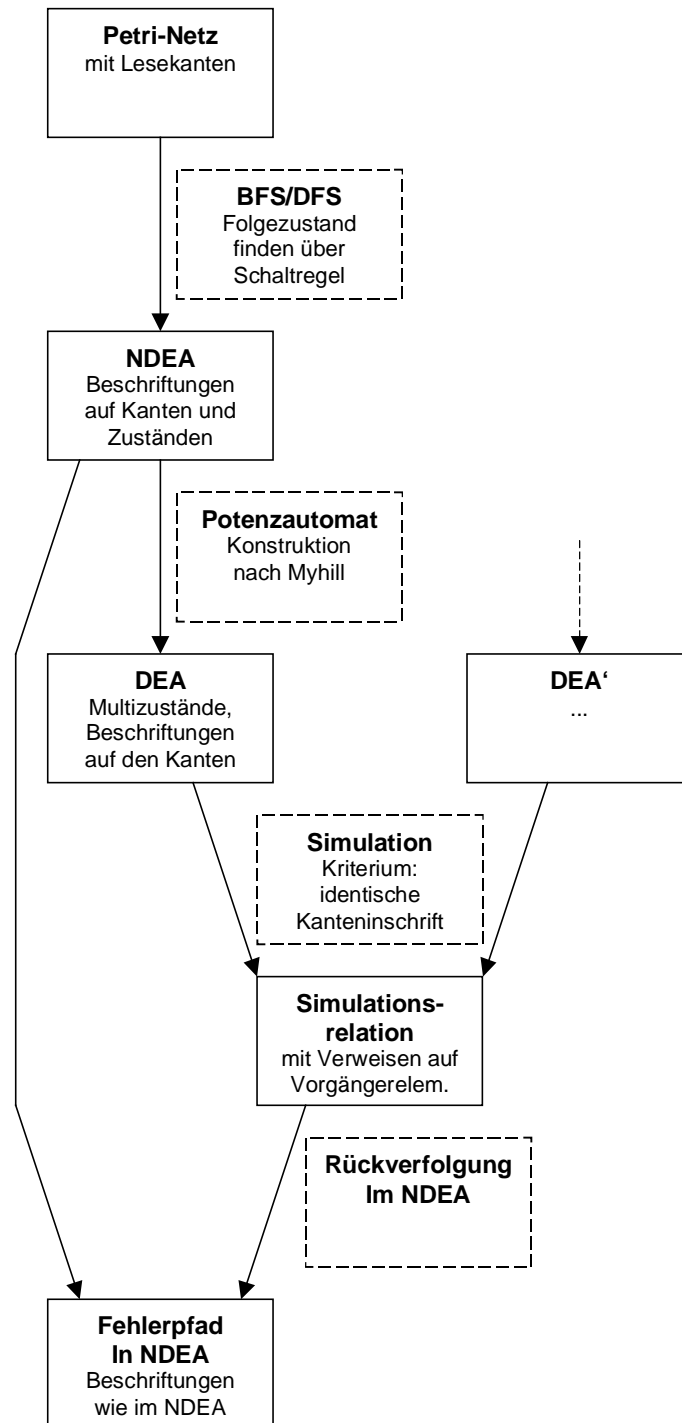 Petri-Netz
mit Lesekanten
BFS/DFS
Folgezustand
finden über
Schaltregel
NDEA
Beschriftungen
auf Kanten und
Zuständen
Potenzautomat
Konstruktion
nach Myhill
DEA
Multizustände,
Beschriftungen
auf den Kanten
DEA‘
...
Simulation
Kriterium:
identische
Kanteninschrift
Simulations-
relation
mit Verweisen auf
Vorgängerelem.
Rückverfolgung
Im NDEA
Fehlerpfad
In NDEA
Beschriftungen
wie im NDEA